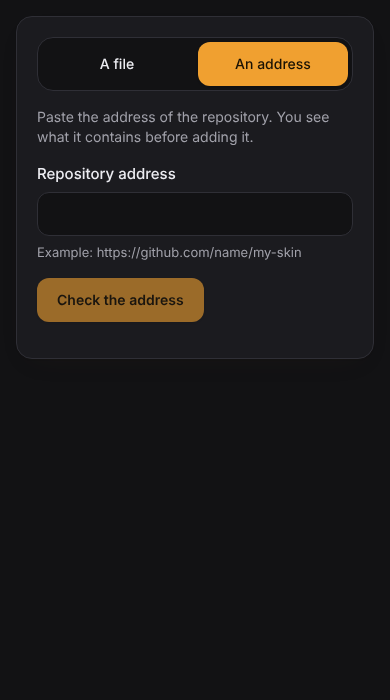 A file
An address
Paste the address of the repository. You see
what it contains before adding it.
Repository address
Example: https://github.com/name/my-skin
Check the address